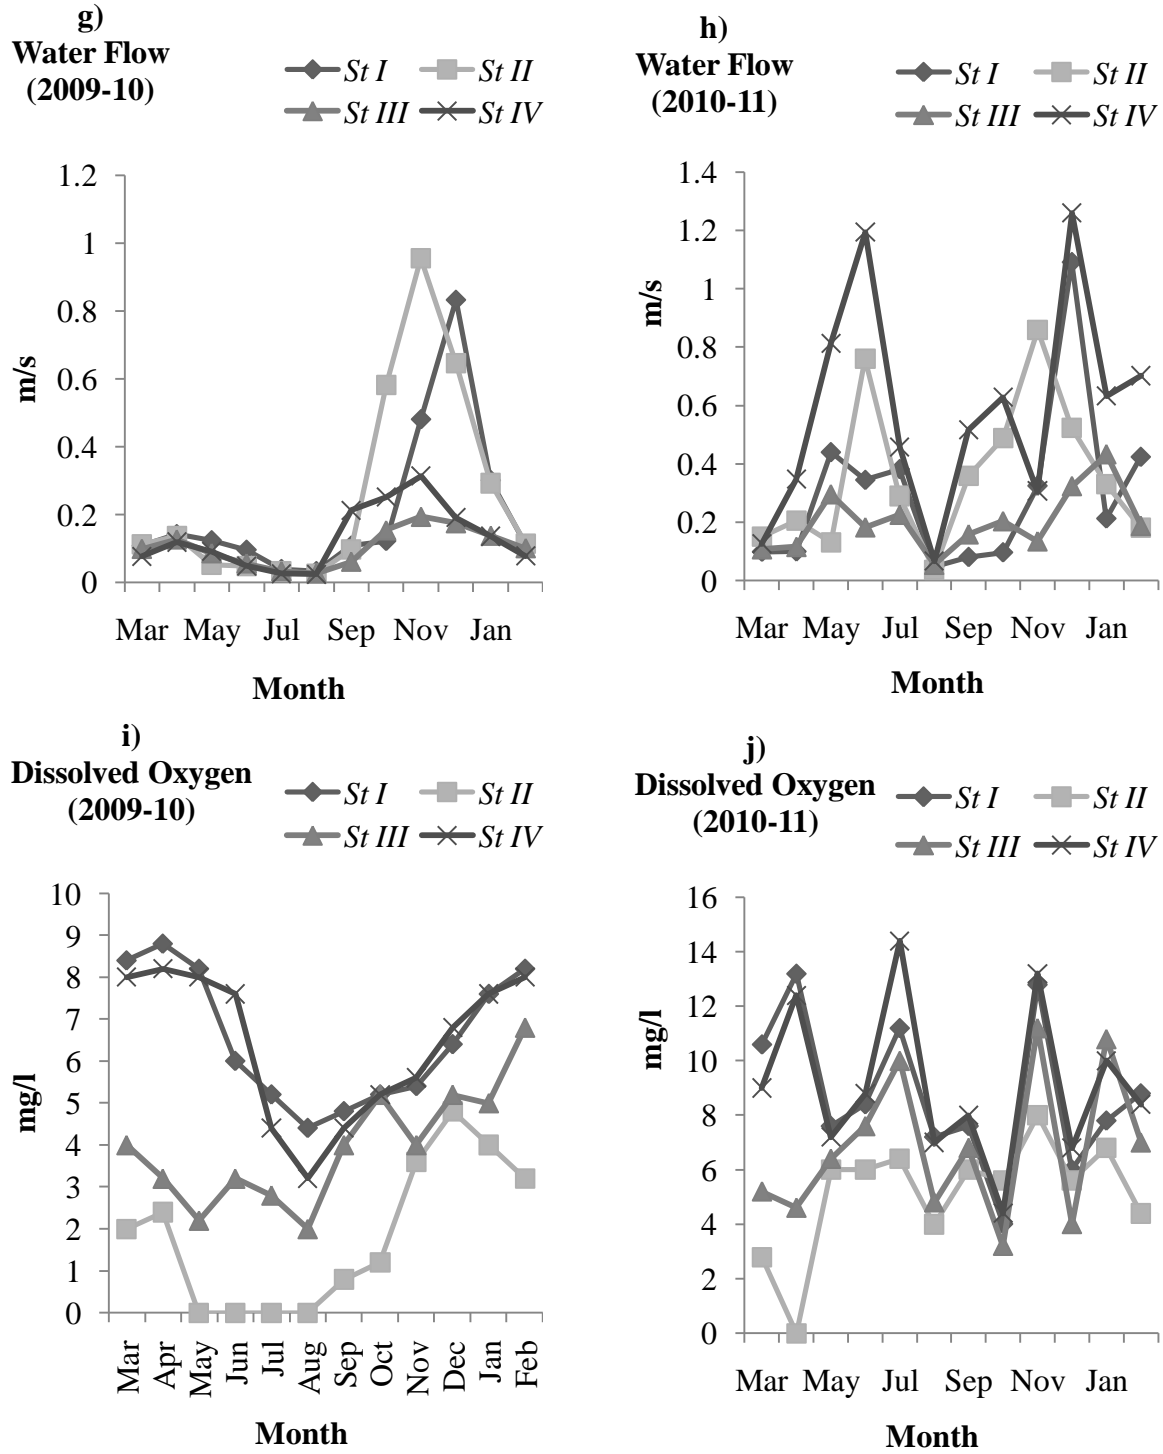 g)
Water Flow
(2009-10)
St I
St II
St III
St IV
1.2
1
0.8
0.6
0.4
0.2
0
m/s
Mar May Jul Sep Nov Jan
Month
h)
Water Flow
(2010-11)
St I
St II
St III
St IV
1.4
1.2
1
0.8
0.6
0.4
0.2
0
m/s
Mar May Jul Sep Nov Jan
Month
i)
Dissolved Oxygen
(2009-10)
St I
St II
St III
St IV
10
9
8
7
6
5
4
3
2
1
0
mg/l
Mar Apr May Jun Jul Aug Sep Oct Nov Dec Jan Feb
Month
j)
Dissolved Oxygen
(2010-11)
St I
St II
St III
St IV
16
14
12
10
8
6
4
2
0
mg/l
Mar May Jul Sep Nov Jan
Month